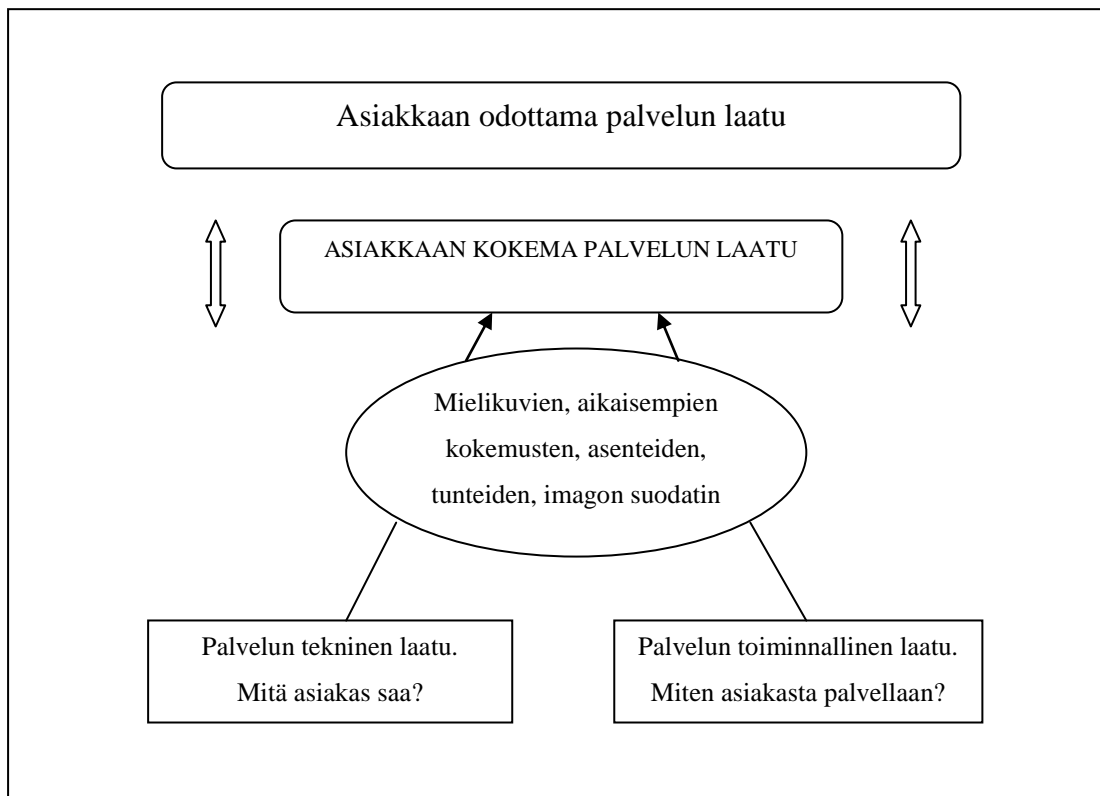 Asiakkaan odottama palvelun laatu
ASIAKKAAN KOKEMA PALVELUN LAATU
Mielikuvien, aikaisempien
kokemusten, asenteiden,
tunteiden, imagon suodatin
Palvelun tekninen laatu.
Mitä asiakas saa?
Palvelun toiminnallinen laatu.
Miten asiakasta palvellaan?